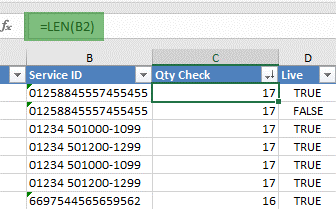 fx =LEN(B2)
B C D
Service ID Qty Check Live
01258845557455455 17 TRUE
01258845557455455 17 FALSE
01234 501000-1099 17 TRUE
01234 501200-1299 17 TRUE
01234 501000-1099 17 TRUE
01234 501200-1299 17 TRUE
6697544565659562 16 TRUE